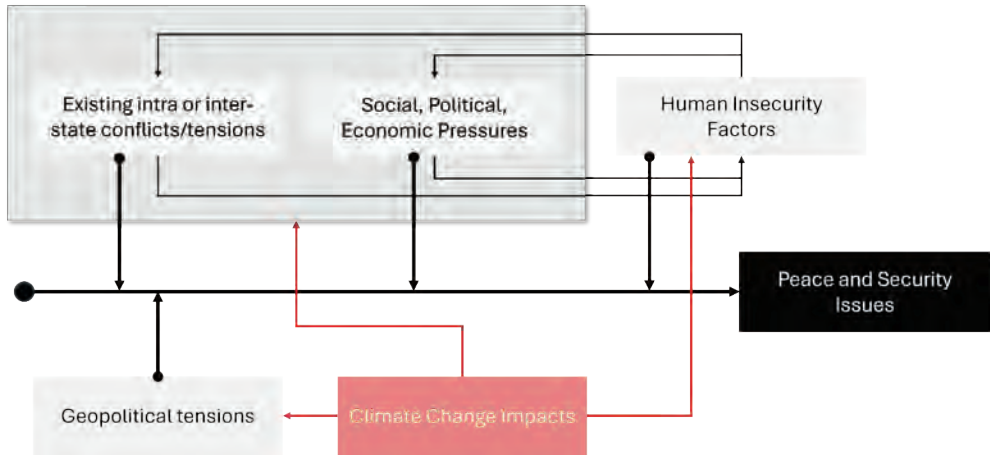 Existing intra or inter-
state conflicts/tensions
Social, Political,
Economic Pressures
Human Insecurity
Factors
Peace and Security
Issues
Geopolitical tensions
Climate Change Impacts